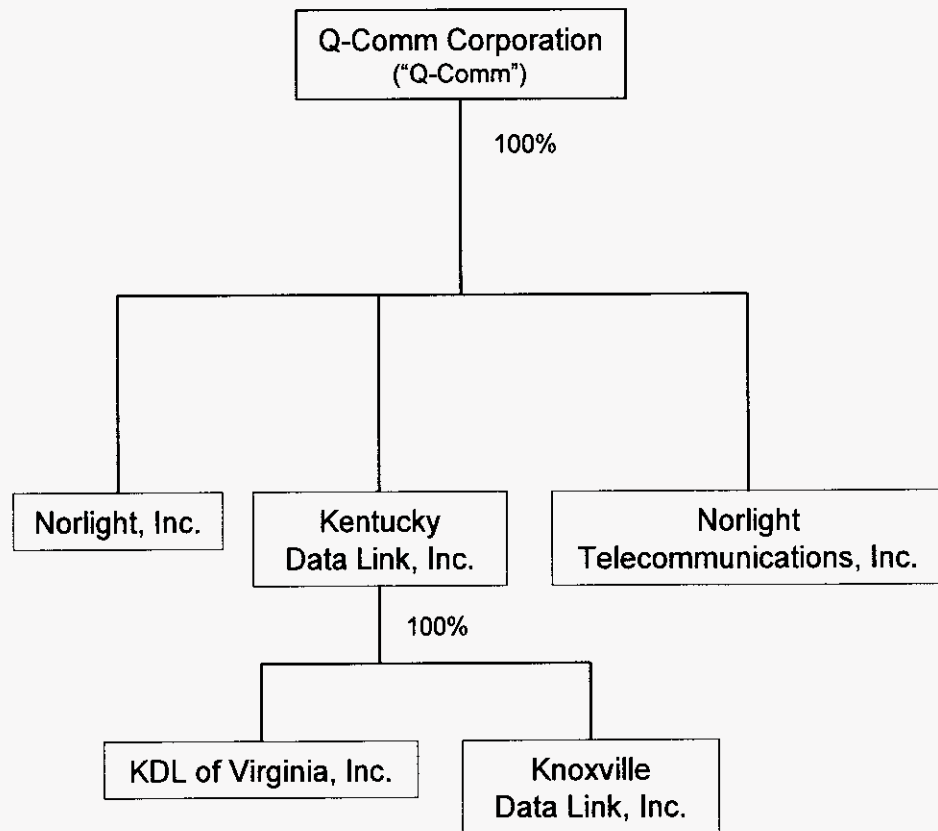 Q-Comm Corporation
("Q-Comm")
100%
Norlight, Inc.
Kentucky
Data Link, Inc.
Norlight
Telecommunications, Inc.
100%
KDL of Virginia, Inc.
Knoxville
Data Link, Inc.